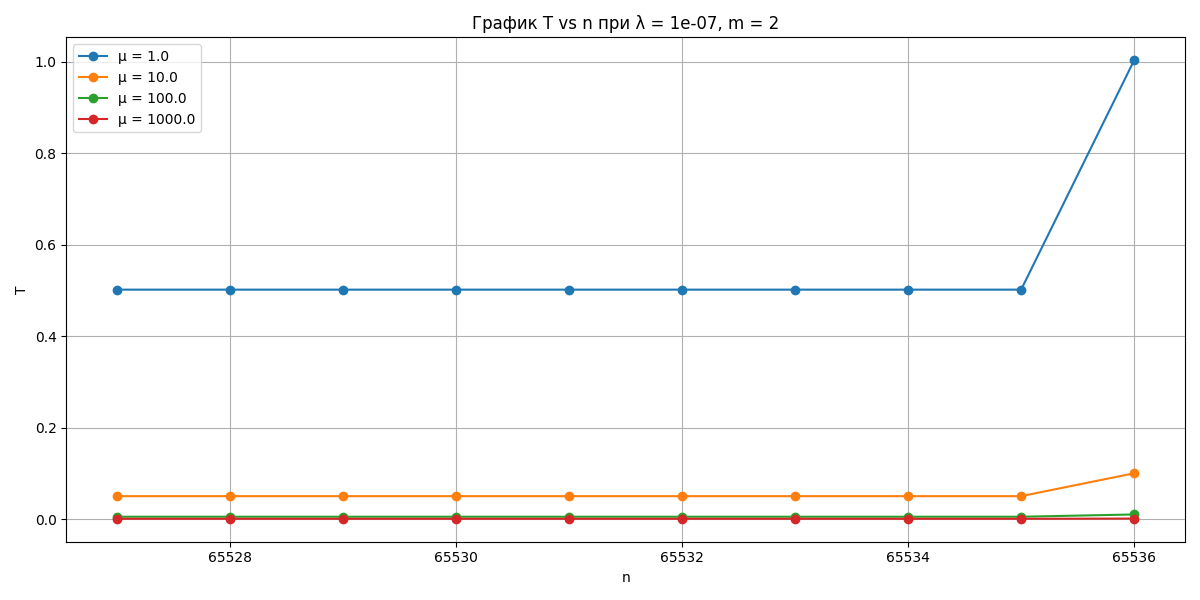 График T vs n при λ = 1e-07, m = 2
μ = 1.0
μ = 10.0
μ = 100.0
μ = 1000.0
1.0
0.8
0.6
0.4
0.2
0.0
T
65528
65530
65532
65534
65536
n